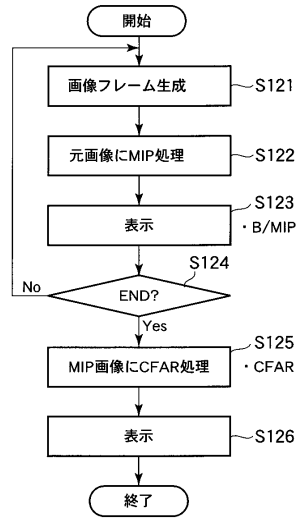 開始
画像フレーム生成
S121
元画像にMIP処理
S122
表示
S123
・B/MIP
S124
END?
No
Yes
MIP画像にCFAR処理
S125
・CFAR
表示
S126
終了